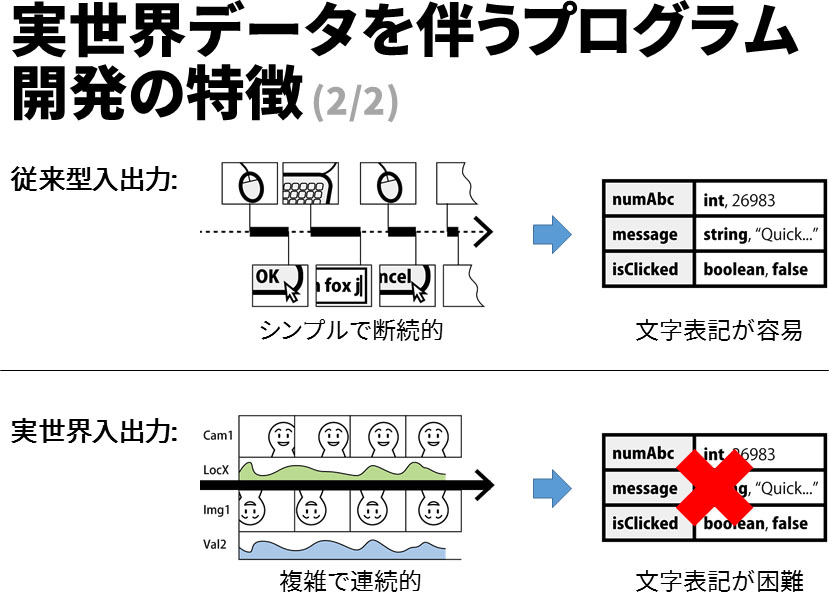 実世界データを伴うプログラム
開発の特徴 (2/2)
従来型入出力:
OK
fox j
ncel
シンプルで断続的
numAbc int, 26983
message string, “Quick...”
isClicked boolean, false
文字表記が容易
実世界入出力:
Cam1
LocX
Img1
Val2
複雑で連続的
numAbc int, 6983
message “Quick...”
isClicked boolean, false
文字表記が困難